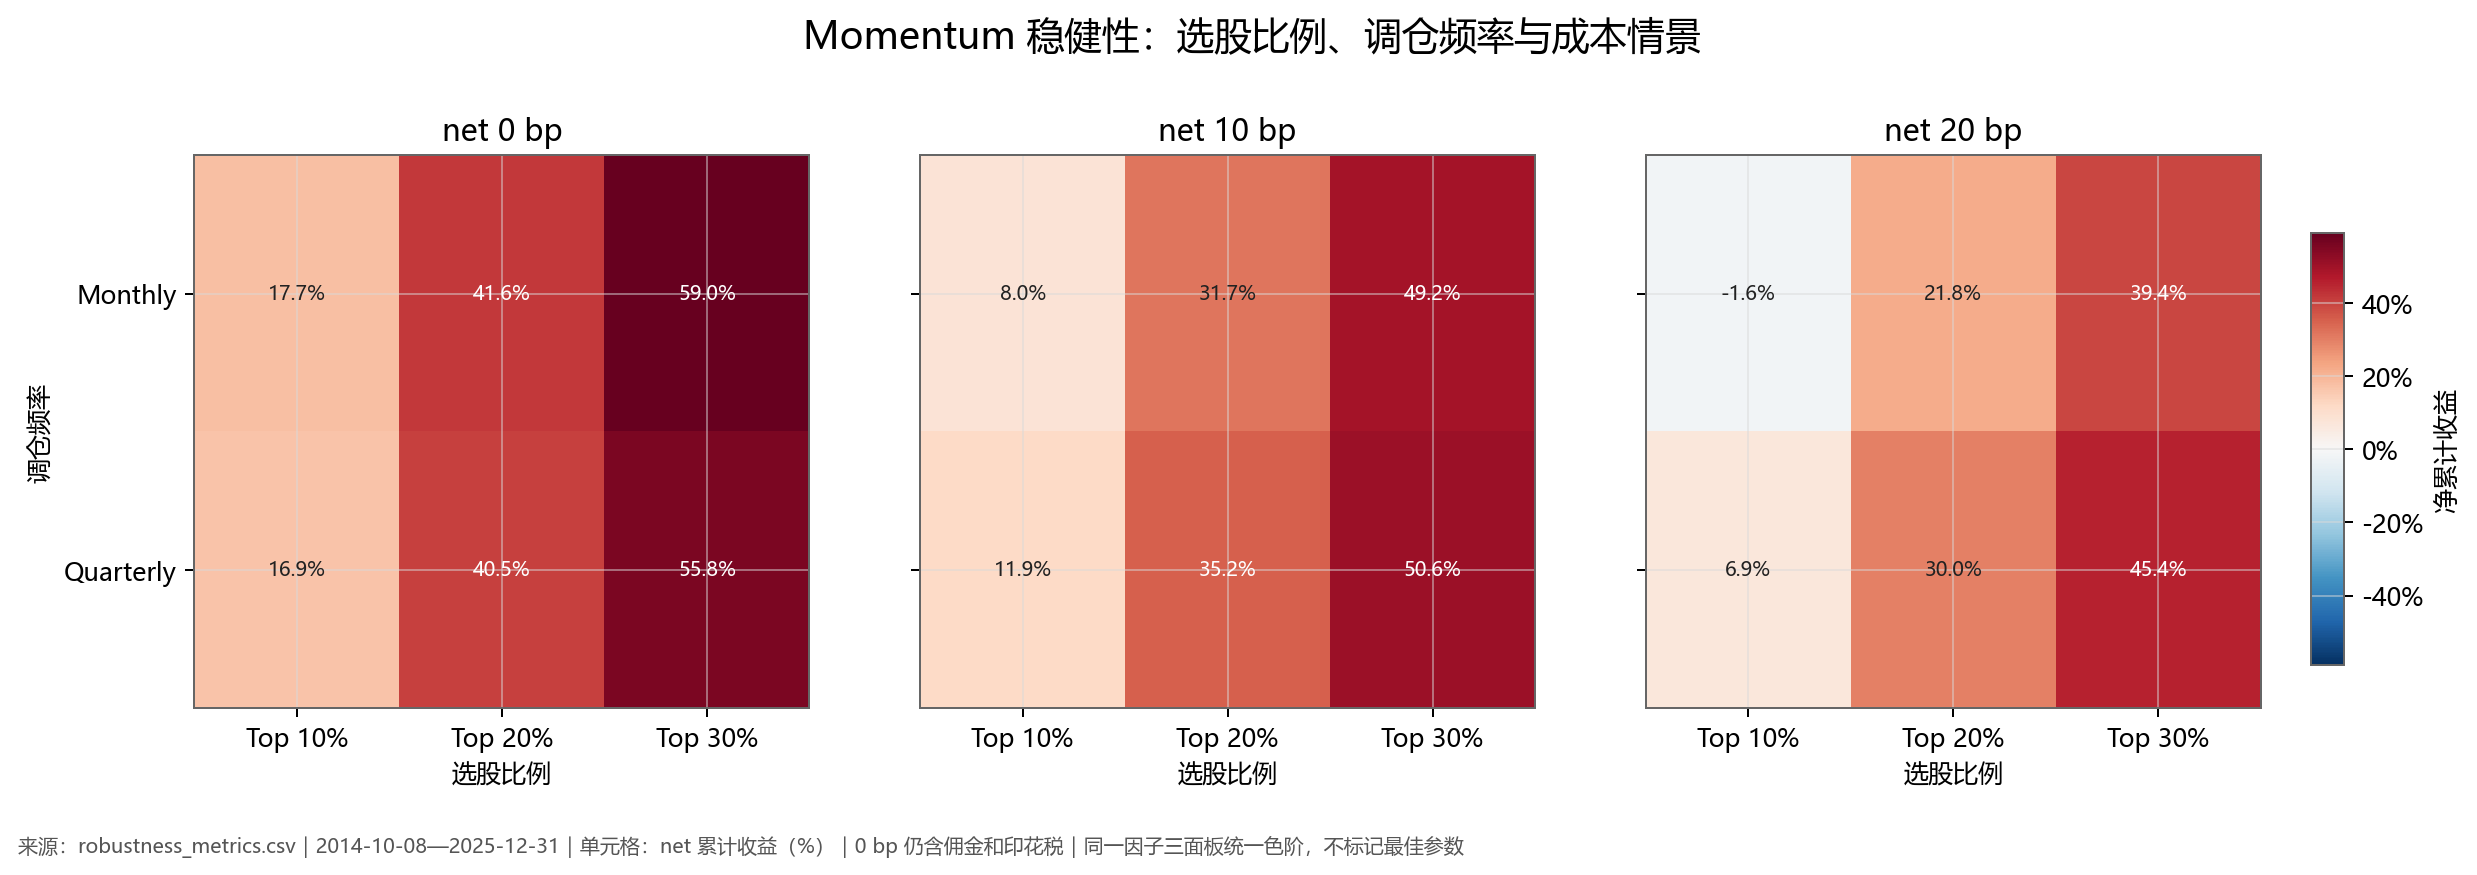 Momentum 稳健性：选股比例、调仓频率与成本情景
net 0 bp
net 10 bp
net 20 bp
调仓频率
Monthly
17.7%
41.6%
59.0%
8.0%
31.7%
49.2%
-1.6%
21.8%
39.4%
Quarterly
16.9%
40.5%
55.8%
11.9%
35.2%
50.6%
6.9%
30.0%
45.4%
Top 10%
Top 20%
Top 30%
Top 10%
Top 20%
Top 30%
Top 10%
Top 20%
Top 30%
选股比例
选股比例
选股比例
40%
20%
0%
-20%
-40%
净累计收益
来源：robustness_metrics.csv | 2014-10-08—2025-12-31 | 单元格：net 累计收益（%） | 0 bp 仍含佣金和印花税 | 同一因子三面板统一色阶，不标记最佳参数